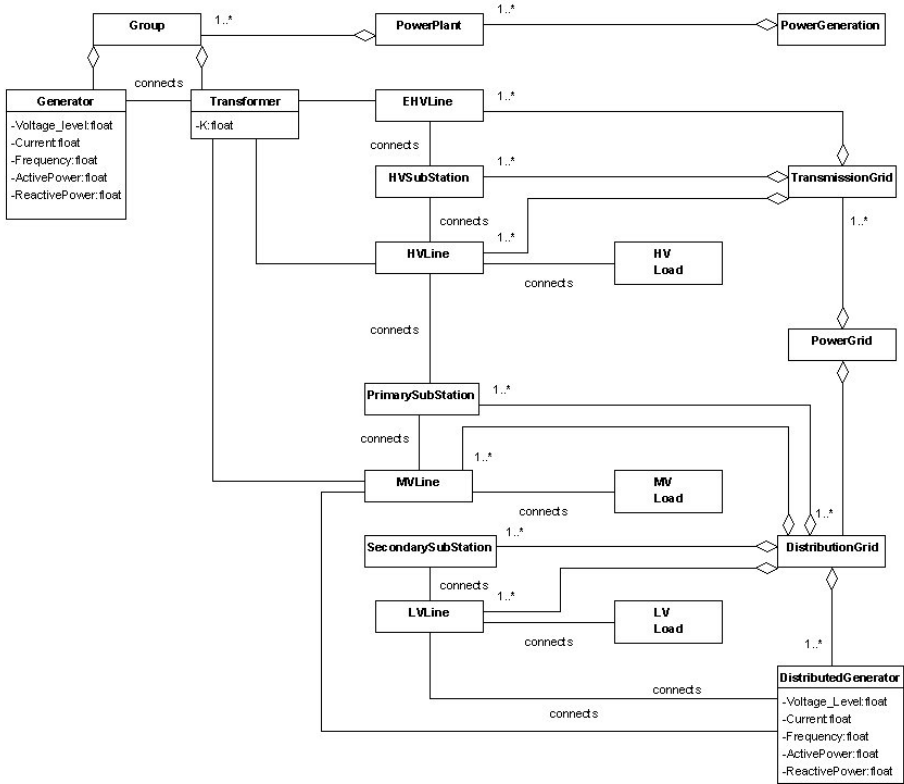 Group
1..*
PowerPlant
1..*
PowerGeneration
connects
Generator
-Voltage_level:float
-Current:float
-Frequency:float
-ActivePower:float
-ReactivePower:float
Transformer
-K:float
EHVLine
1..*
connects
HVSubStation
1..*
TransmissionGrid
connects
1..*
1..*
HVLine
HV
Load
connects
connects
PowerGrid
PrimarySubStation
1..*
connects
1..*
MVLine
MV
Load
connects
1..*
SecondarySubStation
1..*
DistributionGrid
connects
1..*
LVLine
LV
Load
connects
1..*
connects
connects
DistributedGenerator
-Voltage_Level:float
-Current:float
-Frequency:float
-ActivePower:float
-ReactivePower:float